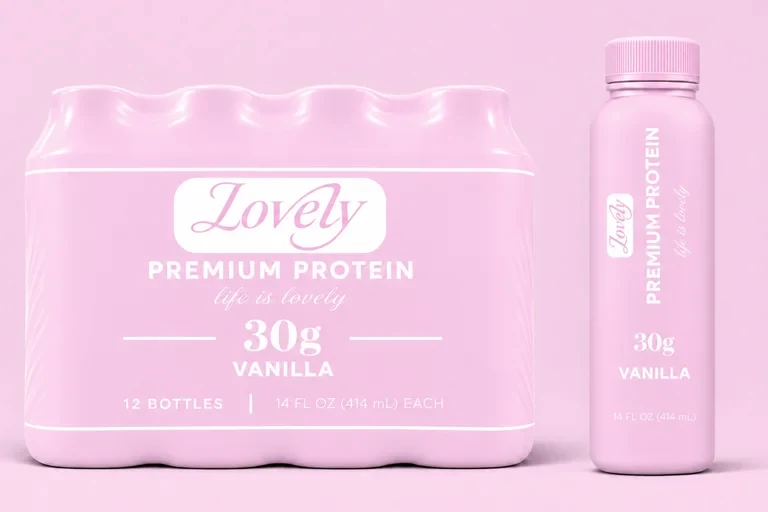 Lovely
PREMIUM PROTEIN
life is lovely
30g
VANILLA
12 BOTTLES | 14 FL OZ (414 mL) EACH
Lovely
PREMIUM PROTEIN
life is lovely
30g
VANILLA
14 FL OZ (414 mL)